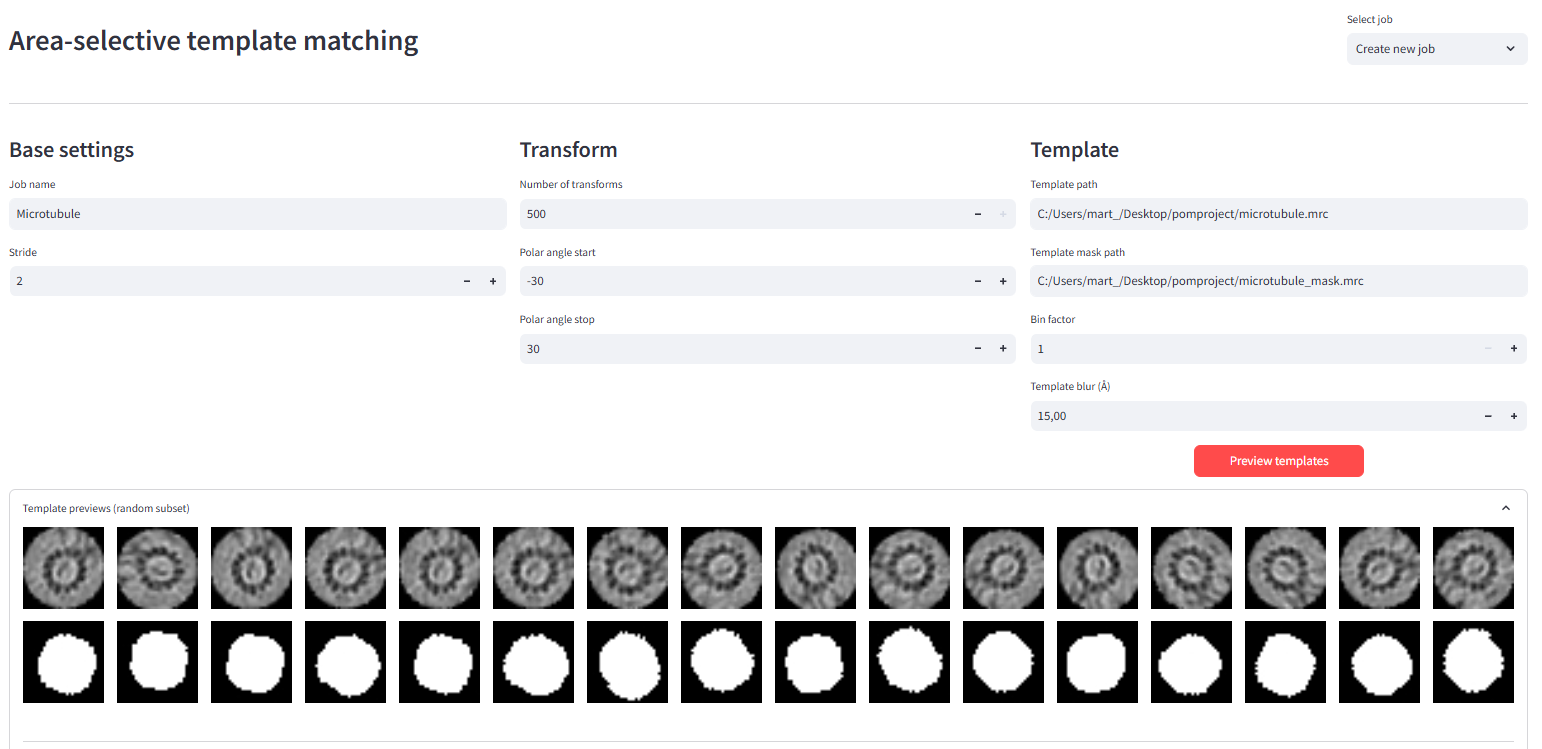 Area-selective template matching
Select job
Create new job
Base settings
Job name
Microtubule
Stride
2
Transform
Number of transforms
500
Polar angle start
-30
Polar angle stop
30
Template
Template path
C:/Users/mart_/Desktop/pomproject/microtubule.mrc
Template mask path
C:/Users/mart_/Desktop/pomproject/microtubule_mask.mrc
Bin factor
1
Template blur (Å)
15,00
Preview templates
Template previews (random subset)